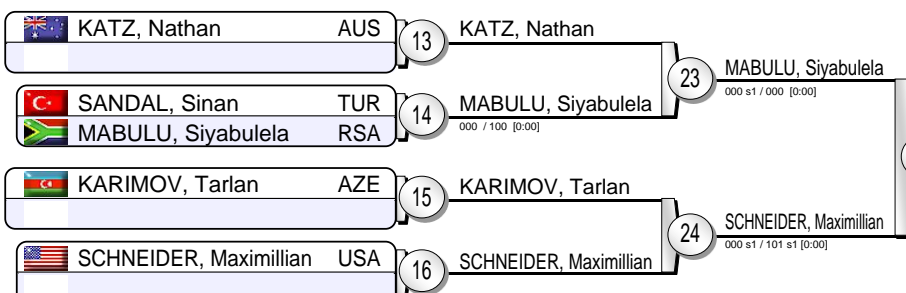 KATZ, Nathan AUS
13
KATZ, Nathan
SANDAL, Sinan TUR
MABULU, Siyabulela RSA
14
MABULU, Siyabulela
000 / 100 [0:00]
23
MABULU, Siyabulela
000 s1 / 000 [0:00]
KARIMOV, Tarlan AZE
15
KARIMOV, Tarlan
SCHNEIDER, Maximillian USA
16
SCHNEIDER, Maximillian
24
SCHNEIDER, Maximillian
000 s1 / 101 s1 [0:00]